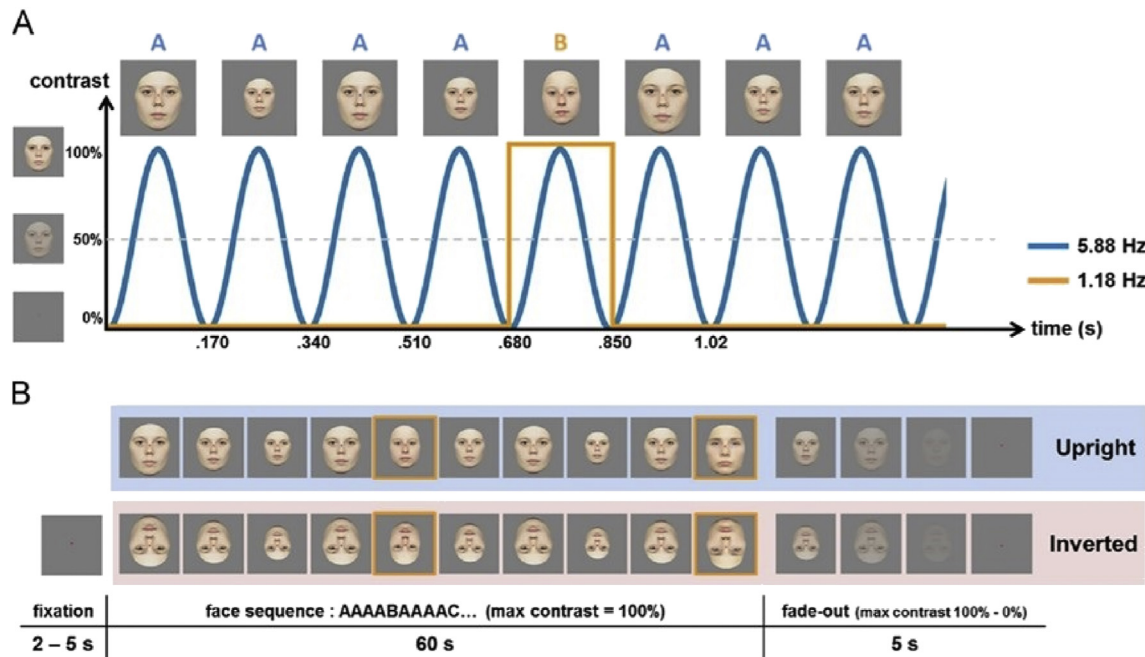 A
A A A A B A A A
contrast
100%
50%
0%
5.88 Hz
1.18 Hz
.170 .340 .510 .680 .850 1.02 time (s)
B
Upright
Inverted
fixation face sequence : AAAABAAAAC... (max contrast = 100%) fade-out (max contrast 100% - 0%)
2 – 5 s 60 s 5 s